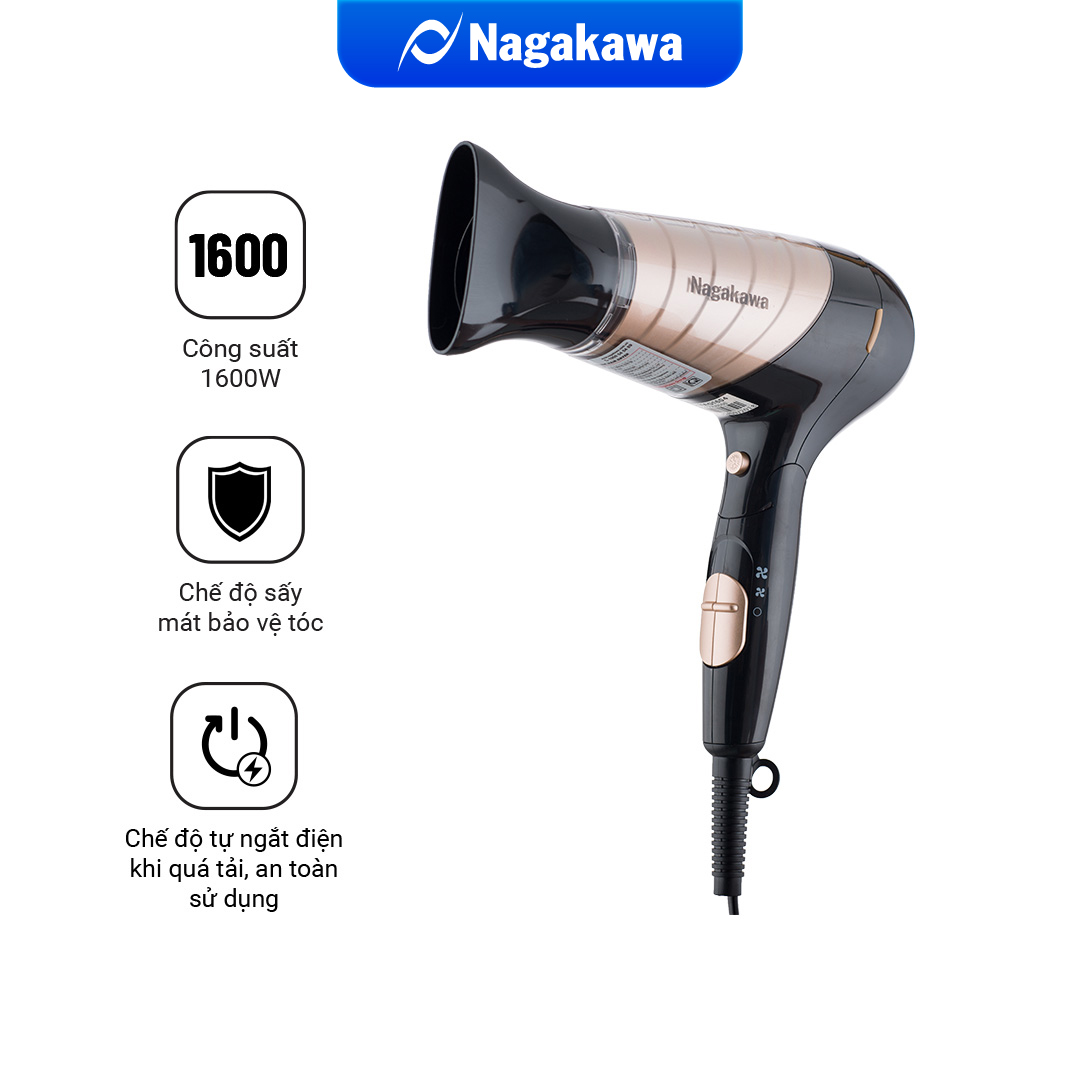 Nagakawa
1600
Công suất
1600W
Nagakawa
Chế độ sấy
mát bảo vệ tóc
Chế độ tự ngắt điện
khi quá tải, an toàn
sử dụng